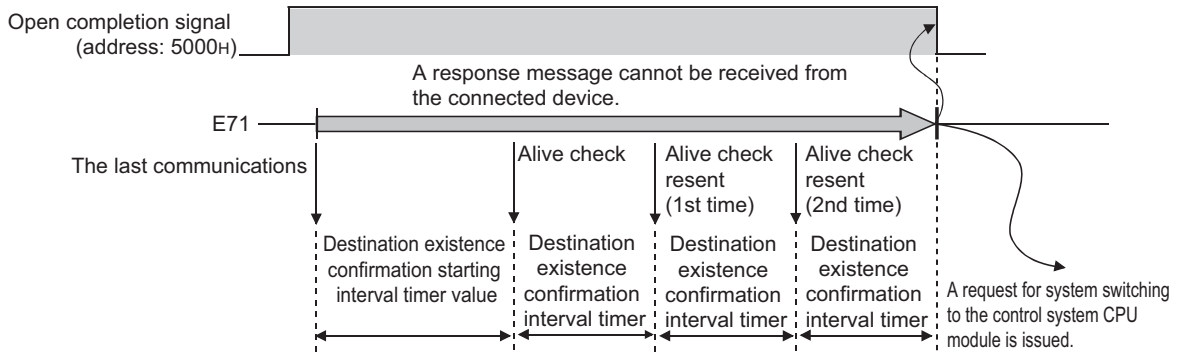 Open completion signal
(address: 5000H)
A response message cannot be received from
the connected device.
E71
The last communications
Alive check
Alive check
resent
(1st time)
Alive check
resent
(2nd time)
Destination existence
confirmation starting
interval timer value
Destination
existence
confirmation
interval timer
Destination
existence
confirmation
interval timer
Destination
existence
confirmation
interval timer
A request for system switching
to the control system CPU
module is issued.